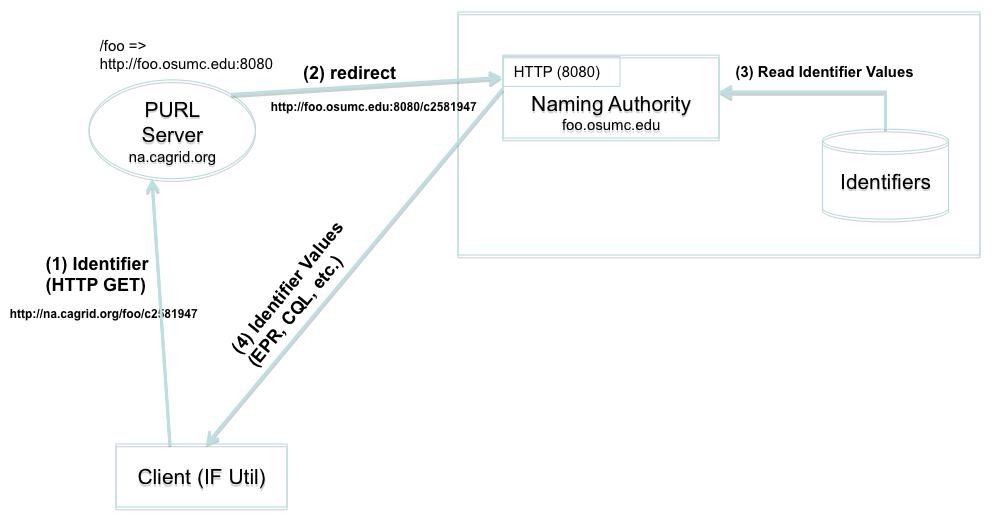 /foo =>
http://foo.osumc.edu:8080
PURL
Server
na.cagrid.org
(2) redirect
http://foo.osumc.edu:8080/c2581947
HTTP (8080)
Naming Authority
foo.osumc.edu
(3) Read Identifier Values
Identifiers
(1) Identifier
(HTTP GET)
http://na.cagrid.org/foo/c2581947
(4) Identifier Values
(EPR, CQL, etc.)
Client (IF Util)